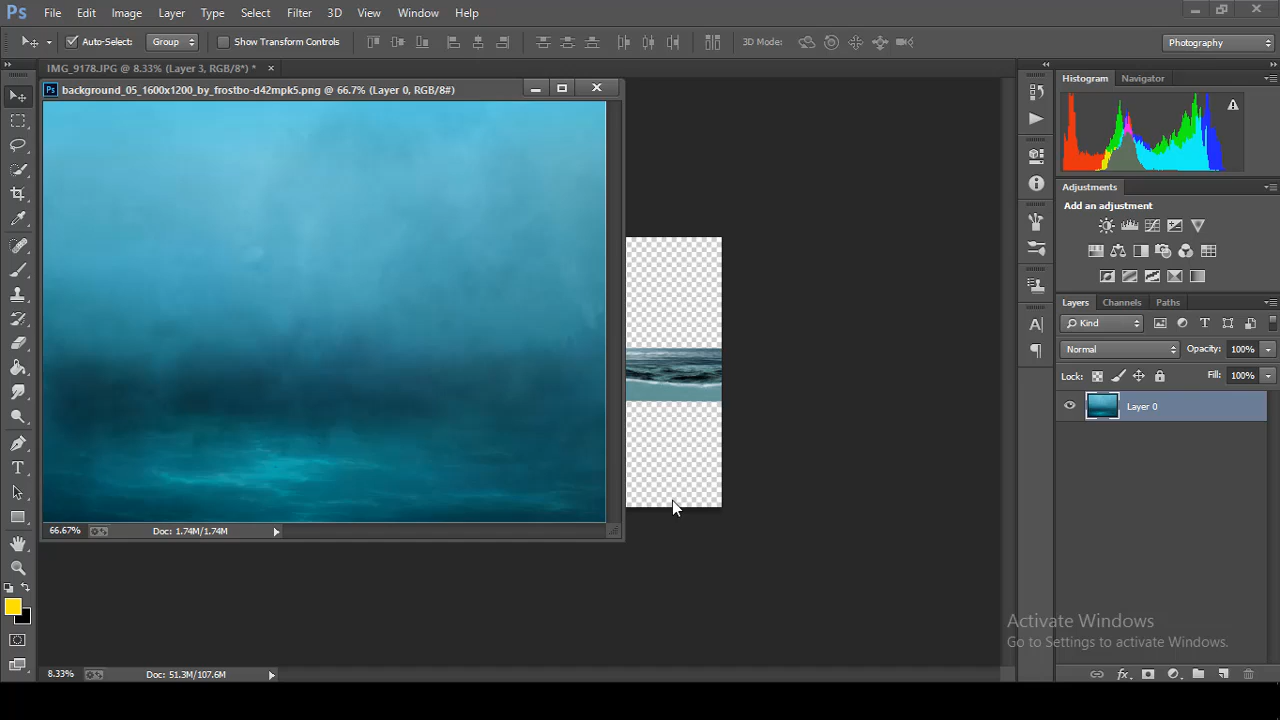 Ps File Edit Image Layer Type Select Filter 3D View Window Help
Auto-Select: Group Show Transform Controls 3D Mode: Photography
IMG_9178.JPG @ 8.33% (Layer 3, RGB/8*) * ×
Ps background_05_1600x1200_by_frostbo-d42mpk5.png @ 66.7% (Layer 0, RGB/8#)
Histogram Navigator
Adjustments
Add an adjustment
Layers Channels Paths
Kind
Normal Opacity: 100%
Lock: Fill: 100%
Layer 0
66.67% Doc: 1.74M/1.74M
Activate Windows
Go to Settings to activate Windows.
8.33% Doc: 51.3M/107.6M